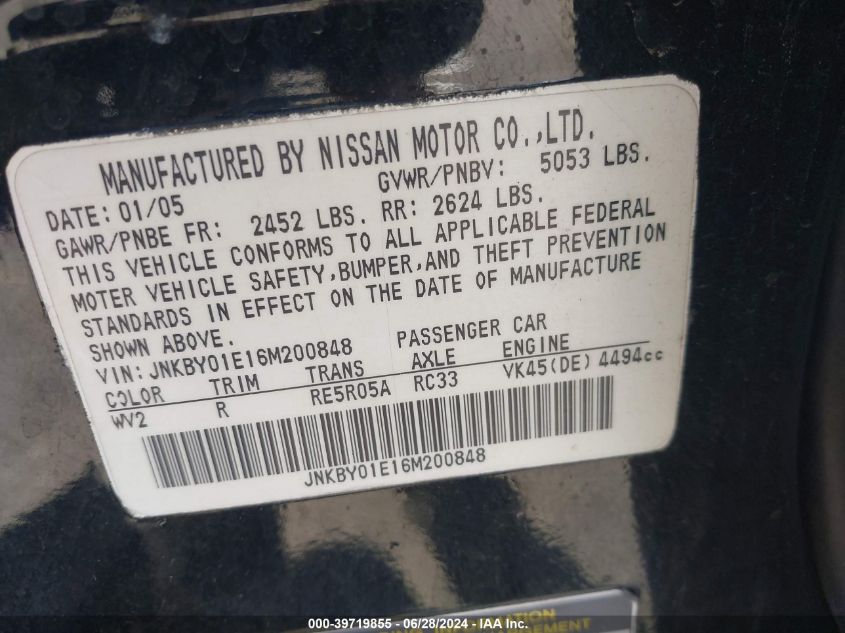 MANUFACTURED BY NISSAN MOTOR CO.,LTD.
DATE: 01/05 GVWR/PNBV: 5053 LBS.
GAWR/PNBE FR: 2452 LBS. RR: 2624 LBS.
THIS VEHICLE CONFORMS TO ALL APPLICABLE FEDERAL
MOTER VEHICLE SAFETY,BUMPER,AND THEFT PREVENTION
STANDARDS IN EFFECT ON THE DATE OF MANUFACTURE
SHOWN ABOVE.
VIN: JNKBY01E16M200848 PASSENGER CAR
COLOR TRIM TRANS AXLE ENGINE
WV2 R RE5R05A RC33 VK45(DE) 4494cc
JNKBY01E16M200848
INFORMATION
000-39719855 06/28/2024 IAA Inc.